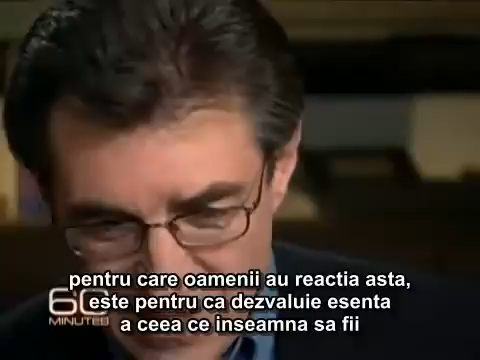 pentru care oamenii au reactia asta,
este pentru ca dezvaluie esenta
a ceea ce inseamna sa fii
60
MINUTES